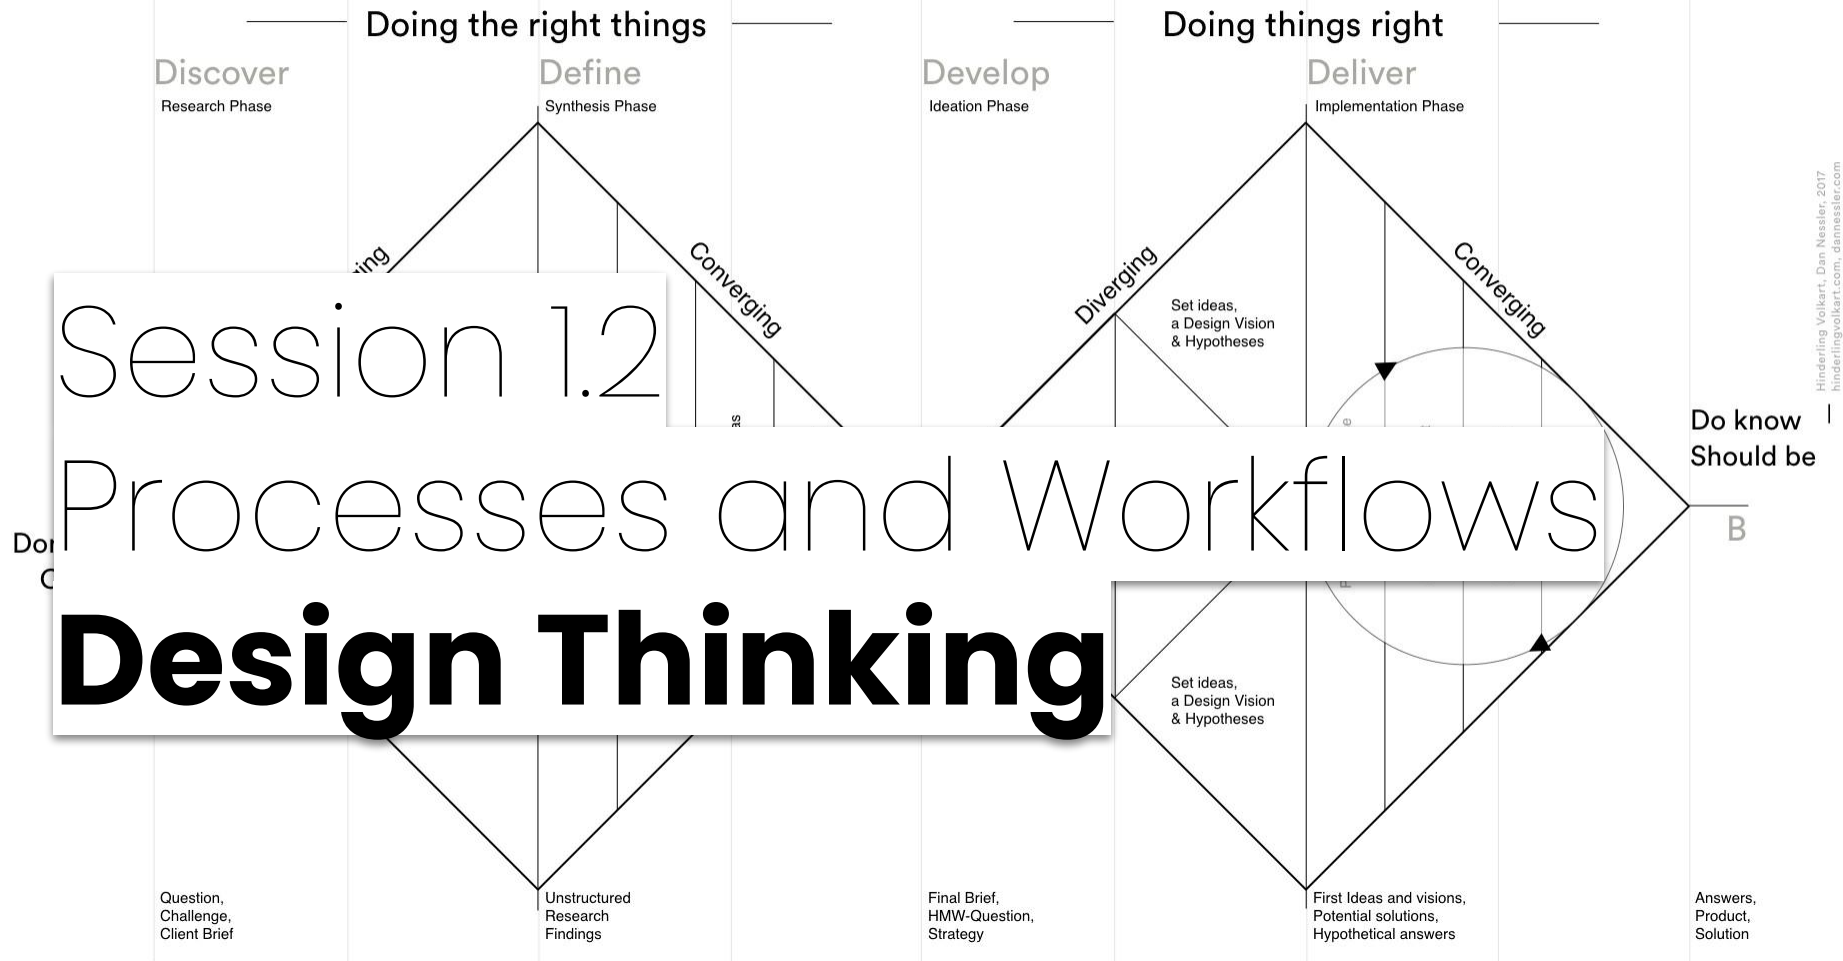 Doing the right things
Doing things right
Discover
Define
Develop
Deliver
Research Phase
Synthesis Phase
Ideation Phase
Implementation Phase
Converging
Diverging
Converging
Set ideas,
a Design Vision
& Hypotheses
Hinderling Volkart, Dan Nessler, 2017
hinderlingvolkart.com, dannessler.com
Session 1.2
Processes and Workflows
Design Thinking
Do know
Should be
B
Set ideas,
a Design Vision
& Hypotheses
Question,
Challenge,
Client Brief
Unstructured
Research
Findings
Final Brief,
HMW-Question,
Strategy
First Ideas and visions,
Potential solutions,
Hypothetical answers
Answers,
Product,
Solution